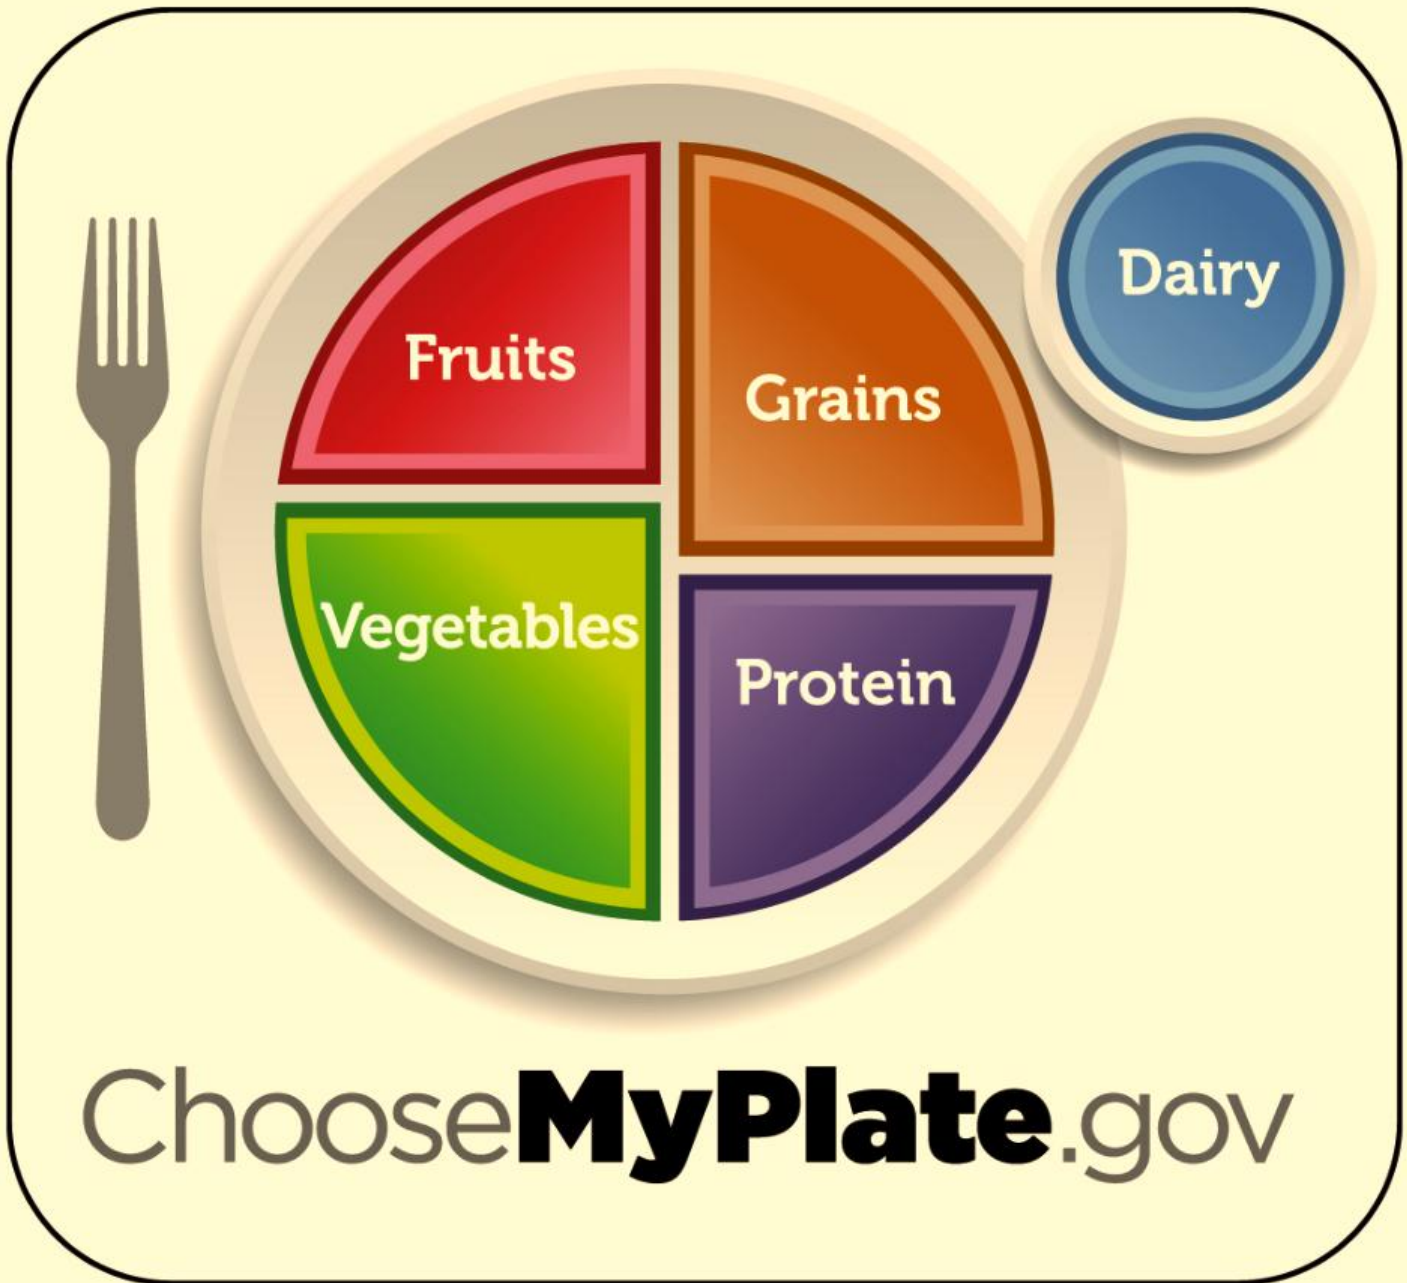 Fruits
Grains
Dairy
Vegetables
Protein
ChooseMyPlate.gov